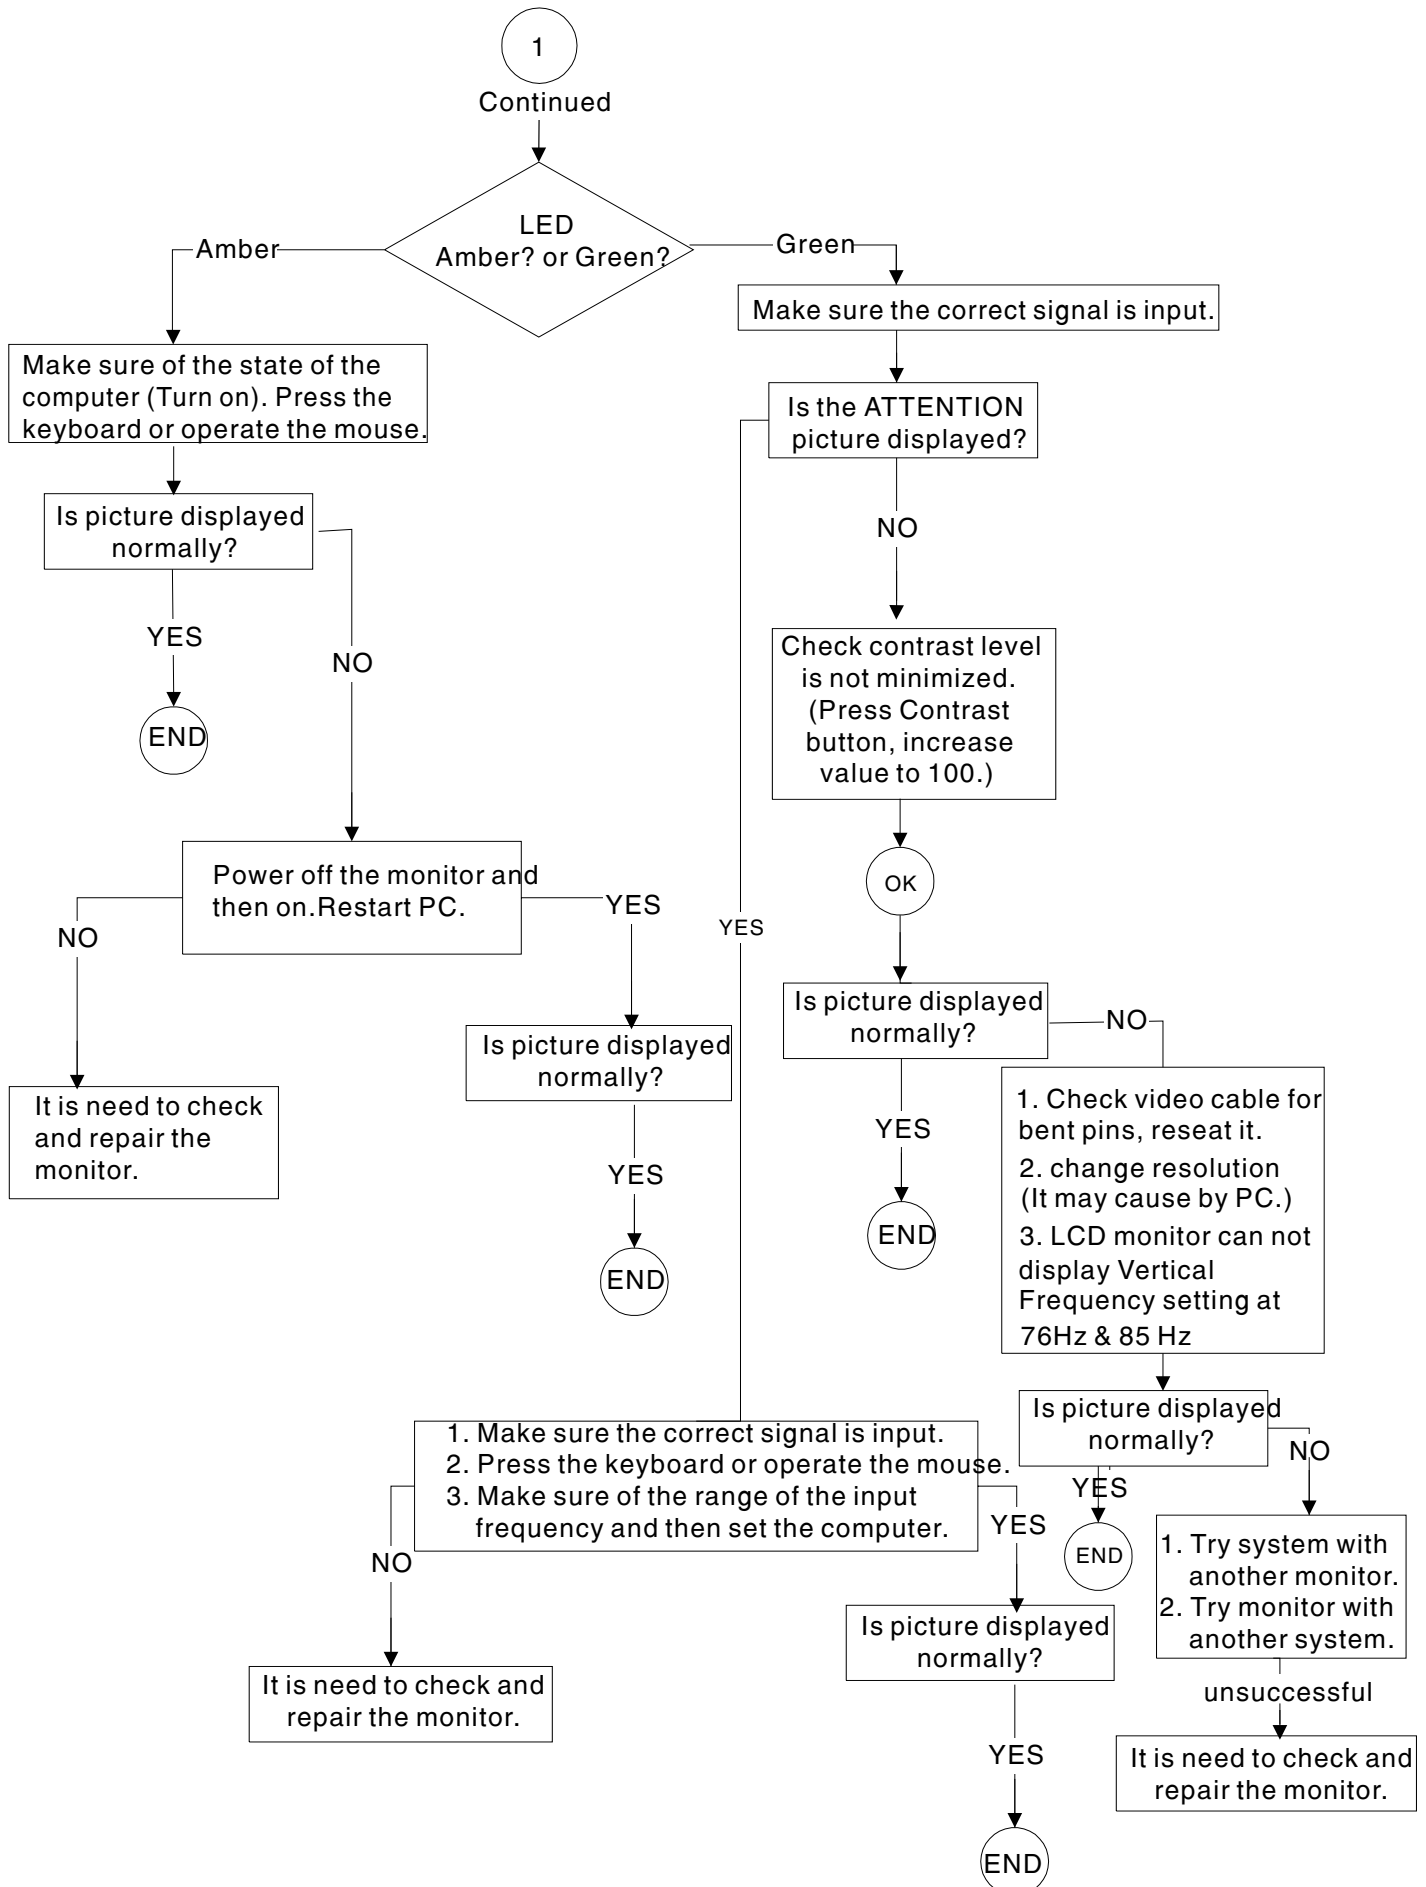 1
Continued
LED
Amber? or Green?
Amber
Green
Make sure the correct signal is input.
Make sure of the state of the
computer (Turn on). Press the
keyboard or operate the mouse.
Is the ATTENTION
picture displayed?
Is picture displayed
normally?
NO
YES
NO
END
Check contrast level
is not minimized.
(Press Contrast
button, increase
value to 100.)
Power off the monitor and
then on.Restart PC.
OK
YES
YES
NO
Is picture displayed
normally?
NO
Is picture displayed
normally?
It is need to check
and repair the
monitor.
YES
END
YES
END
1. Check video cable for
bent pins, reseat it.
2. change resolution
(It may cause by PC.)
3. LCD monitor can not
display Vertical
Frequency setting at
76Hz & 85 Hz
Is picture displayed
normally?
NO
YES
END
1. Make sure the correct signal is input.
2. Press the keyboard or operate the mouse.
3. Make sure of the range of the input
frequency and then set the computer.
YES
NO
1. Try system with
another monitor.
2. Try monitor with
another system.
Is picture displayed
normally?
It is need to check and
repair the monitor.
unsuccessful
YES
It is need to check and
repair the monitor.
END